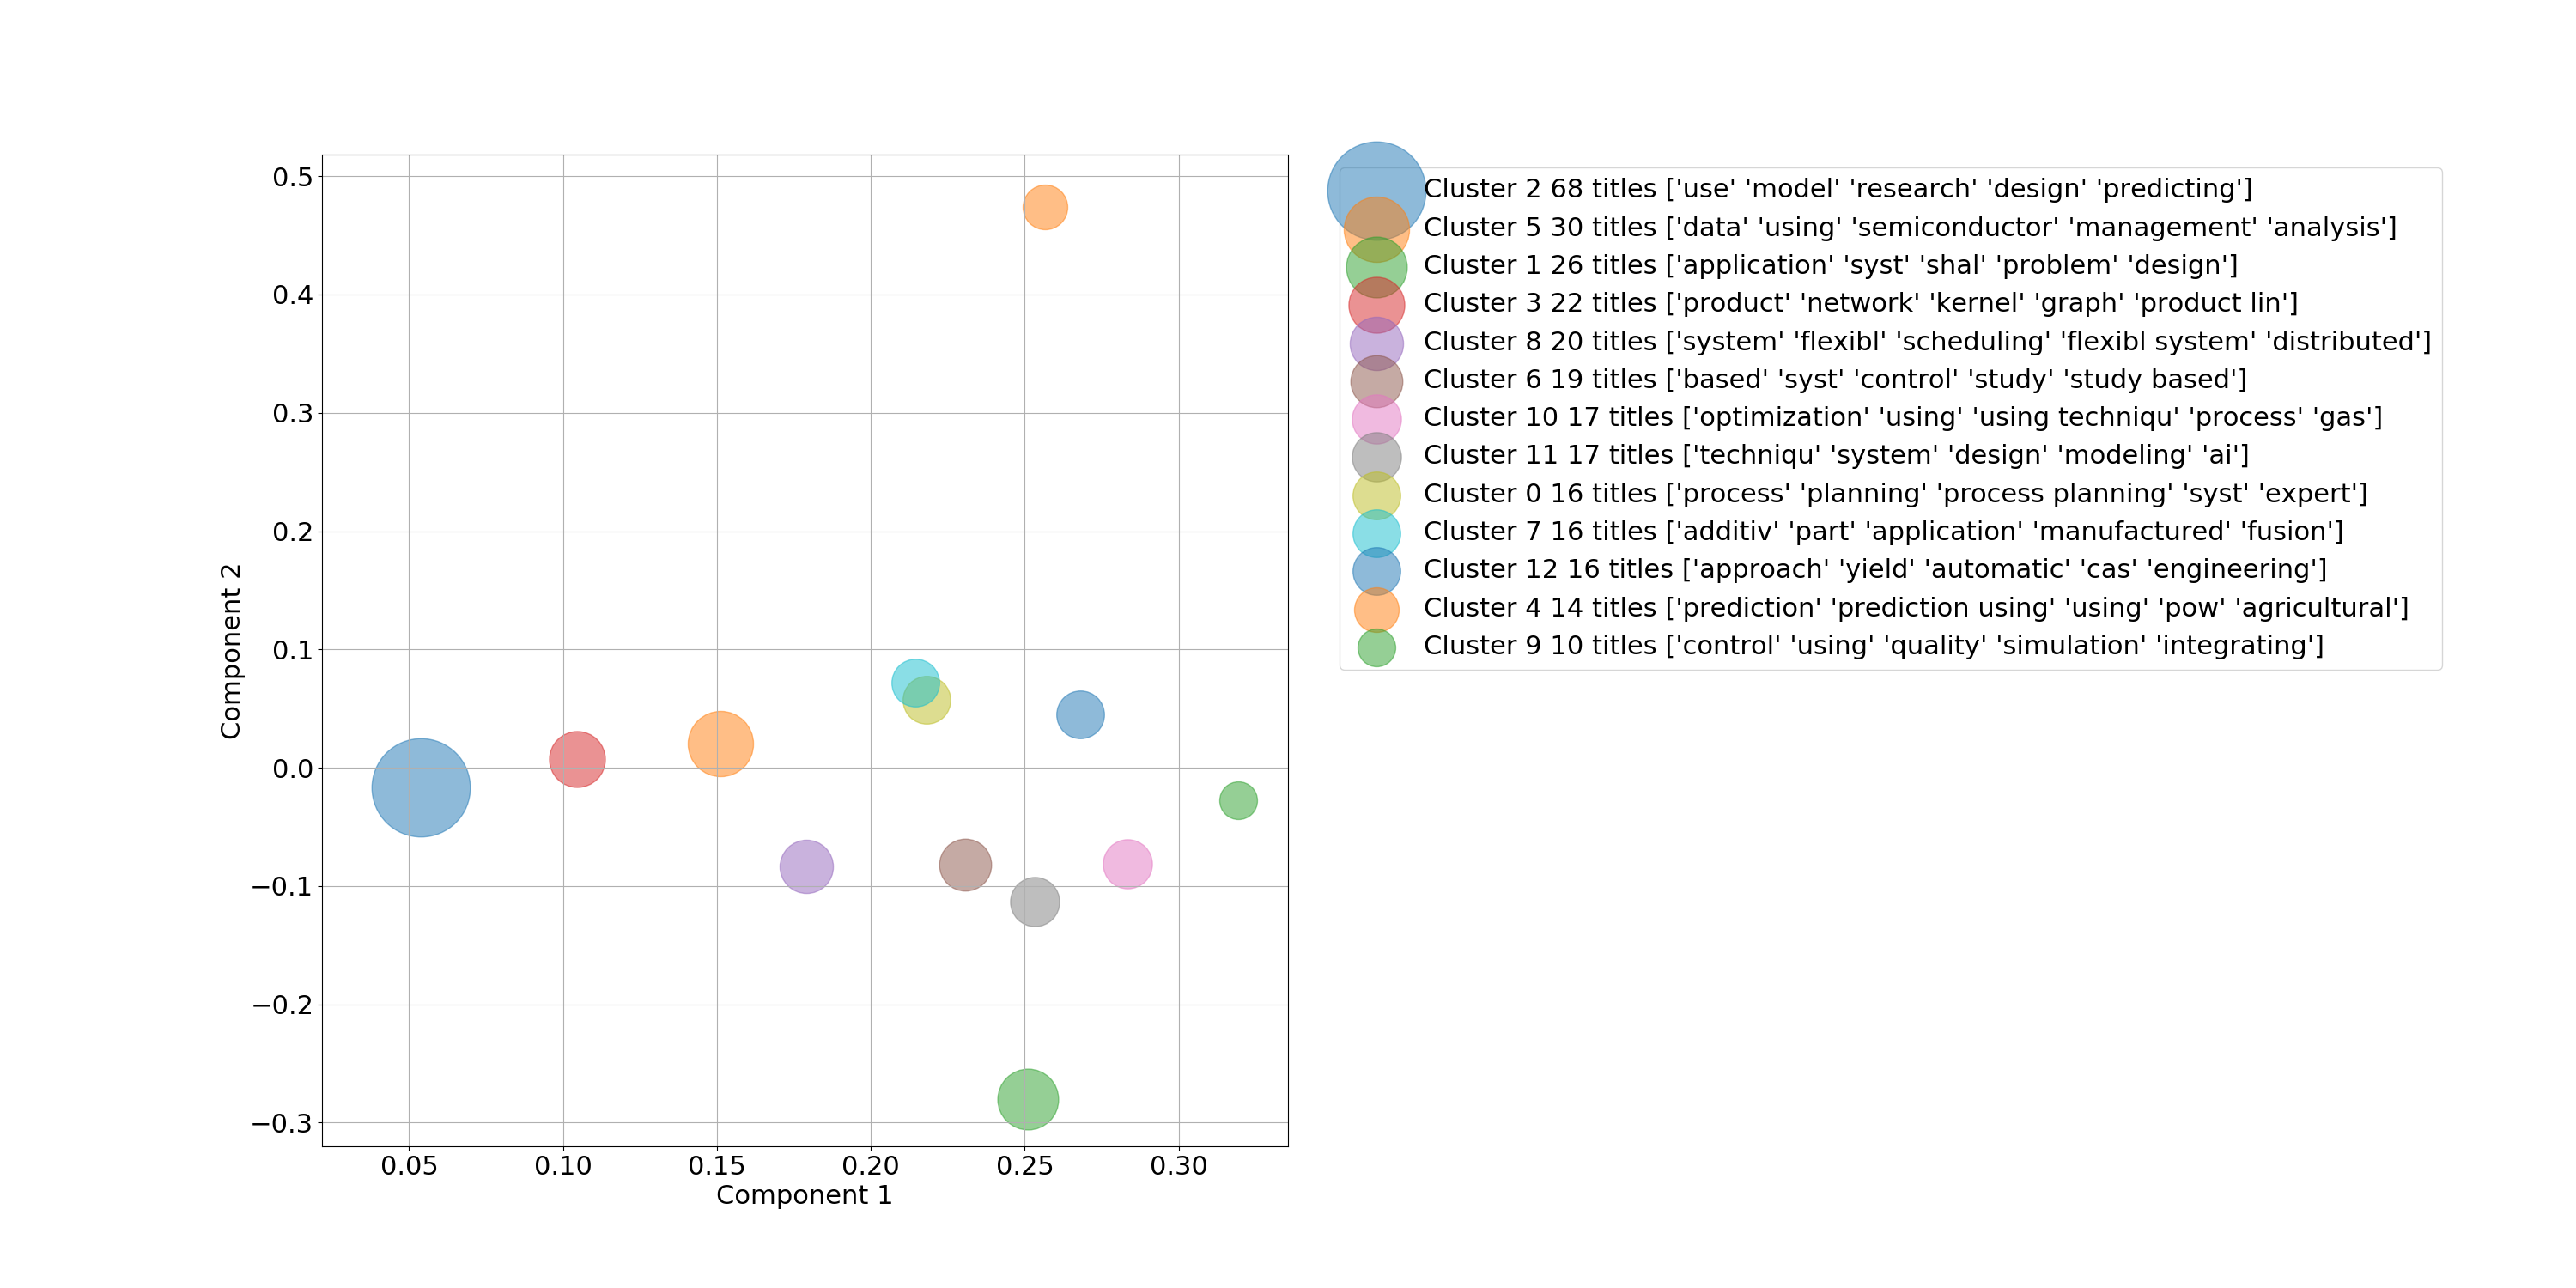 0.5
0.4
0.3
0.2
0.1
0.0
−0.1
−0.2
−0.3
Component 2
0.05 0.10 0.15 0.20 0.25 0.30
Component 1
Cluster 2 68 titles ['use' 'model' 'research' 'design' 'predicting']
Cluster 5 30 titles ['data' 'using' 'semiconductor' 'management' 'analysis']
Cluster 1 26 titles ['application' 'syst' 'shal' 'problem' 'design']
Cluster 3 22 titles ['product' 'network' 'kernel' 'graph' 'product lin']
Cluster 8 20 titles ['system' 'flexibl' 'scheduling' 'flexibl system' 'distributed']
Cluster 6 19 titles ['based' 'syst' 'control' 'study' 'study based']
Cluster 10 17 titles ['optimization' 'using' 'using techniqu' 'process' 'gas']
Cluster 11 17 titles ['techniqu' 'system' 'design' 'modeling' 'ai']
Cluster 0 16 titles ['process' 'planning' 'process planning' 'syst' 'expert']
Cluster 7 16 titles ['additiv' 'part' 'application' 'manufactured' 'fusion']
Cluster 12 16 titles ['approach' 'yield' 'automatic' 'cas' 'engineering']
Cluster 4 14 titles ['prediction' 'prediction using' 'using' 'pow' 'agricultural']
Cluster 9 10 titles ['control' 'using' 'quality' 'simulation' 'integrating']